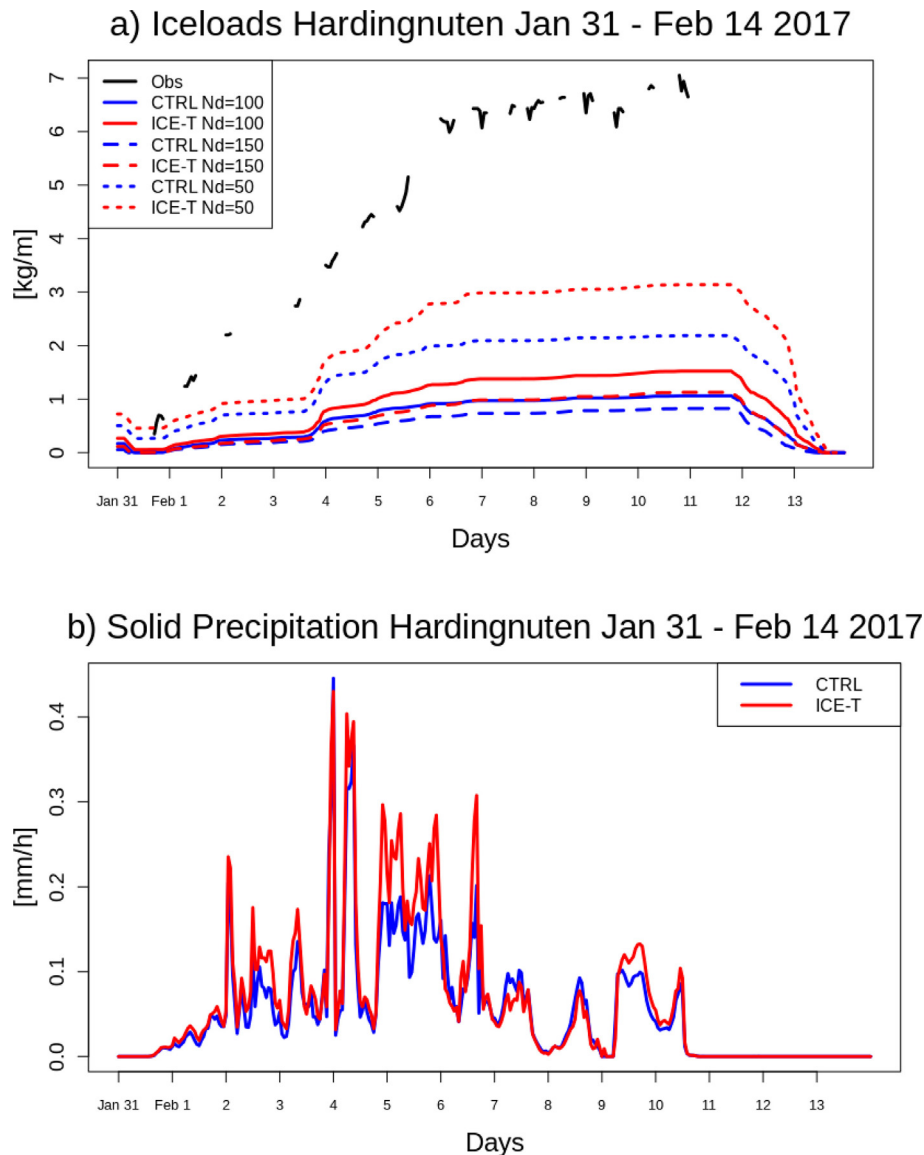 a) Iceloads Hardingnuten Jan 31 - Feb 14 2017
Obs
CTRL Nd=100
ICE-T Nd=100
CTRL Nd=150
ICE-T Nd=150
CTRL Nd=50
ICE-T Nd=50
[kg/m]
7
6
5
4
3
2
1
0
Jan 31 Feb 1 2 3 4 5 6 7 8 9 10 11 12 13
Days
b) Solid Precipitation Hardingnuten Jan 31 - Feb 14 2017
CTRL
ICE-T
[mm/h]
0.4
0.3
0.2
0.1
0.0
Jan 31 Feb 1 2 3 4 5 6 7 8 9 10 11 12 13
Days